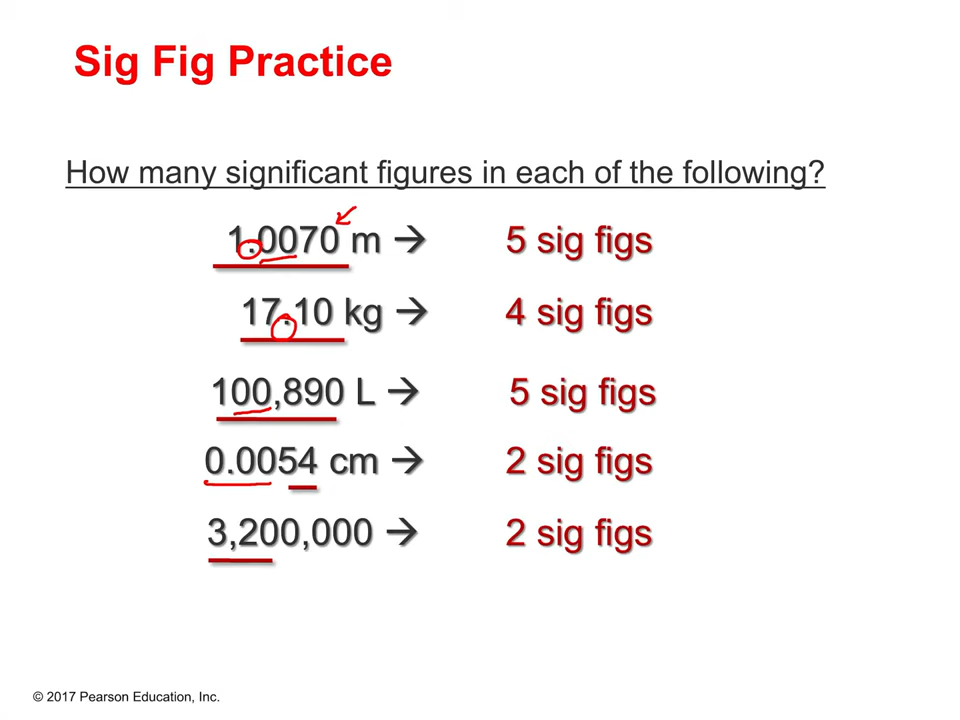 Sig Fig Practice
How many significant figures in each of the following?
1.0070 m → 5 sig figs
17.10 kg → 4 sig figs
100,890 L → 5 sig figs
0.0054 cm → 2 sig figs
3,200,000 → 2 sig figs
© 2017 Pearson Education, Inc.